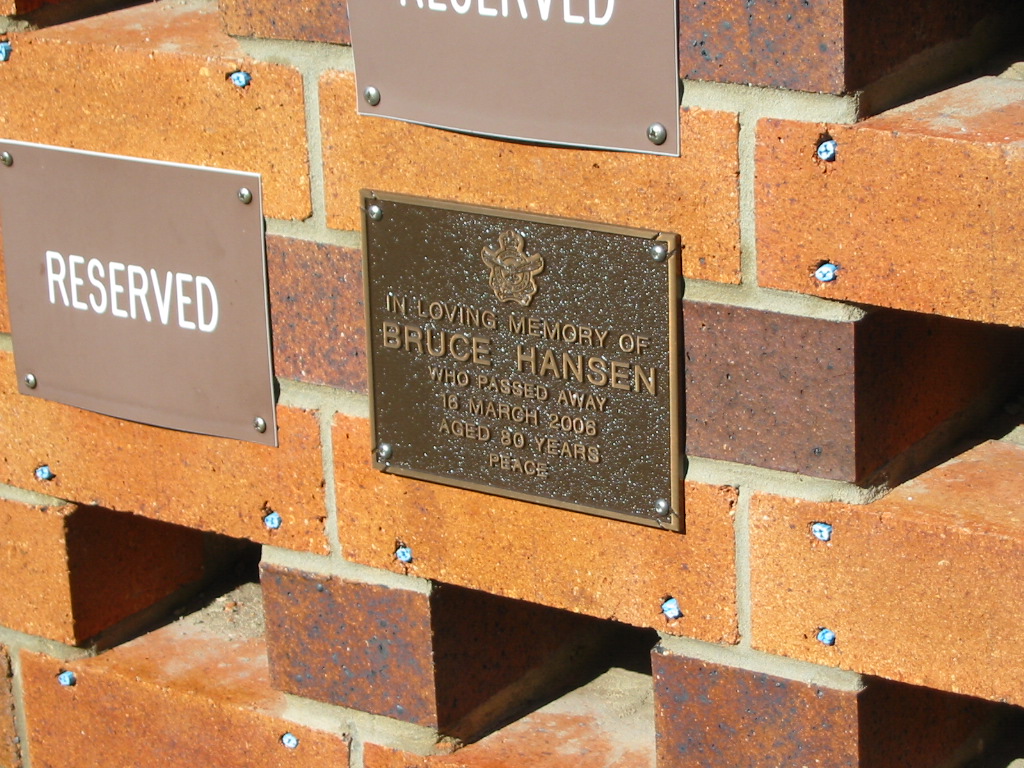 RESERVED
RESERVED
IN LOVING MEMORY OF
BRUCE HANSEN
WHO PASSED AWAY
16 MARCH 2006
AGED 80 YEARS
PEACE